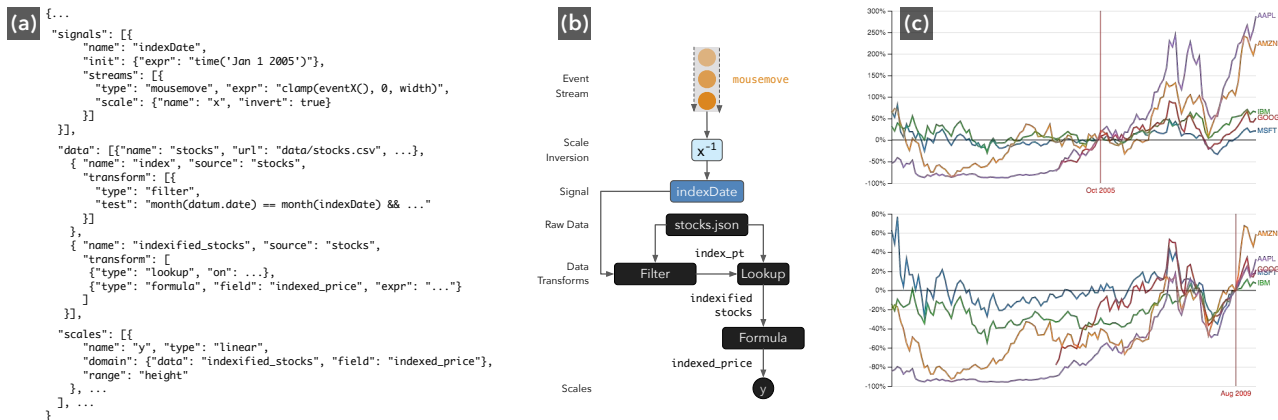 (a)
{...
"signals": [{
"name": "indexDate",
"init": {"expr": "time('Jan 1 2005')"},
"streams": [{
"type": "mousemove", "expr": "clamp(eventX(), 0, width)",
"scale": {"name": "x", "invert": true}
}]
}],
"data": [{"name": "stocks", "url": "data/stocks.csv", ...},
{ "name": "index", "source": "stocks",
"transform": [{
"type": "filter",
"test": "month(datum.date) == month(indexDate) && ..."
}]
},
{ "name": "indexified_stocks", "source": "stocks",
"transform": [
{"type": "lookup", "on": ...},
{"type": "formula", "field": "indexed_price", "expr": "..."}
]
}],
"scales": [{
"name": "y", "type": "linear",
"domain": {"data": "indexified_stocks", "field": "indexed_price"},
"range": "height"
}, ...
], ...
}
(b)
Event
Stream
mousemove
Scale
Inversion
x⁻¹
Signal
indexDate
Raw Data
stocks.json
index_pt
Data
Transforms
Filter
Lookup
indexified
stocks
Formula
indexed_price
Scales
y
(c)
300%
250%
200%
150%
100%
50%
0%
-50%
-100%
AAPL
AMZN
IBM
GOOG
MSFT
Oct 2005
80%
60%
40%
20%
0%
-20%
-40%
-60%
-80%
-100%
AMZN
AAPL
GOOG
MSFT
IBM
Aug 2009